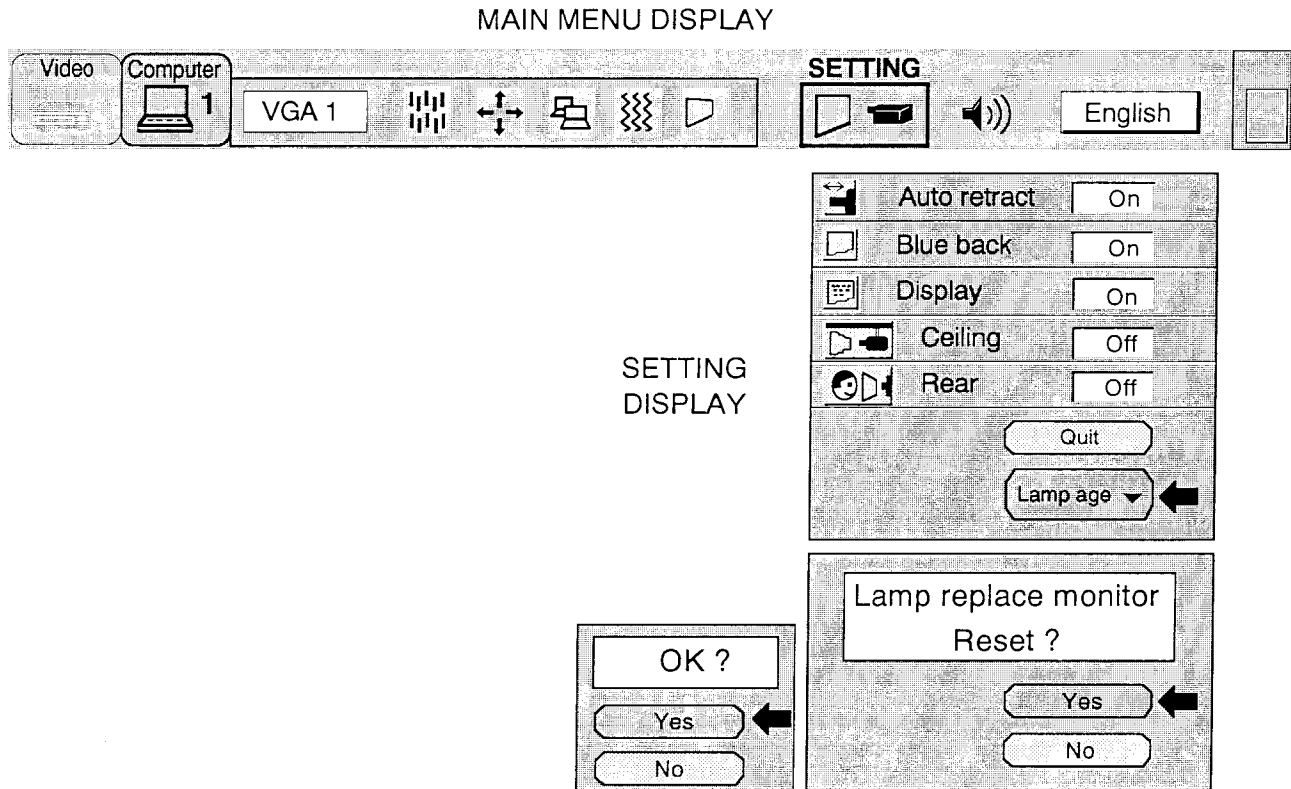 MAIN MENU DISPLAY
Video
Computer
1
VGA 1
SETTING
English
Auto retract On
Blue back On
Display On
Ceiling Off
Rear Off
Quit
Lamp age
SETTING
DISPLAY
Lamp replace monitor
Reset ?
Yes
No
OK ?
Yes
No